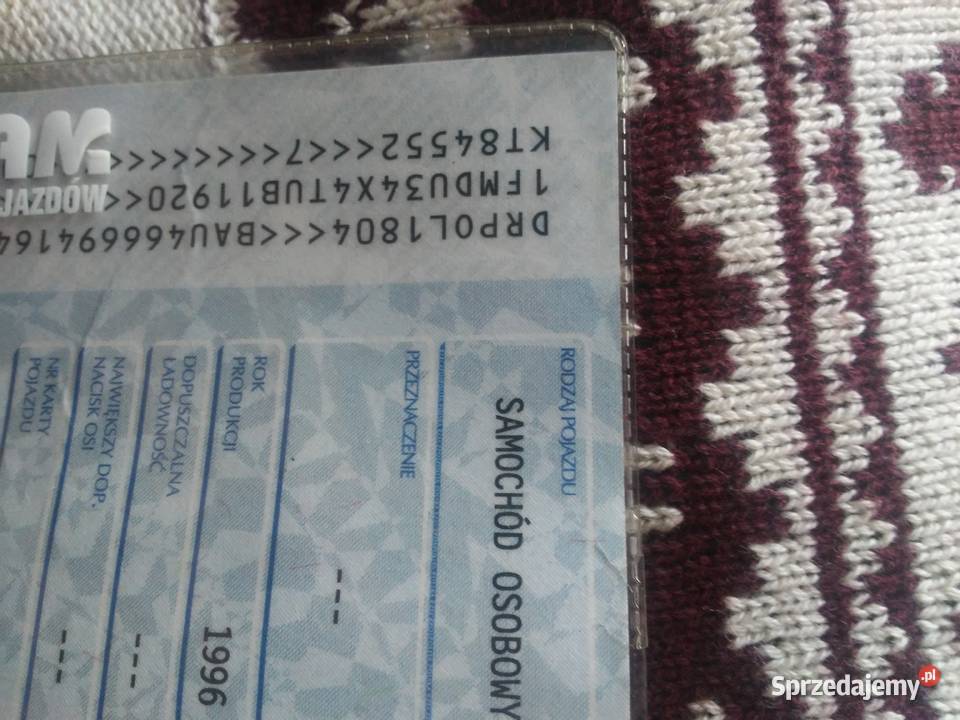 DRPOL1804<<<BAU466694164
1FMDU34X4TUB11920<
KT84552<<<7<<<<<<<<<
A.M.
JAZDÓW
RODZAJ POJAZDU
SAMOCHÓD OSOBOWY
PRZEZNACZENIE
---
ROK
PRODUKCJI
1996
DOPUSZCZALNA
ŁADOWNOŚĆ
---
NAJWIĘKSZY DOP.
NACISK OSI
---
NR KARTY
POJAZDU
Sprzedajemy.pl